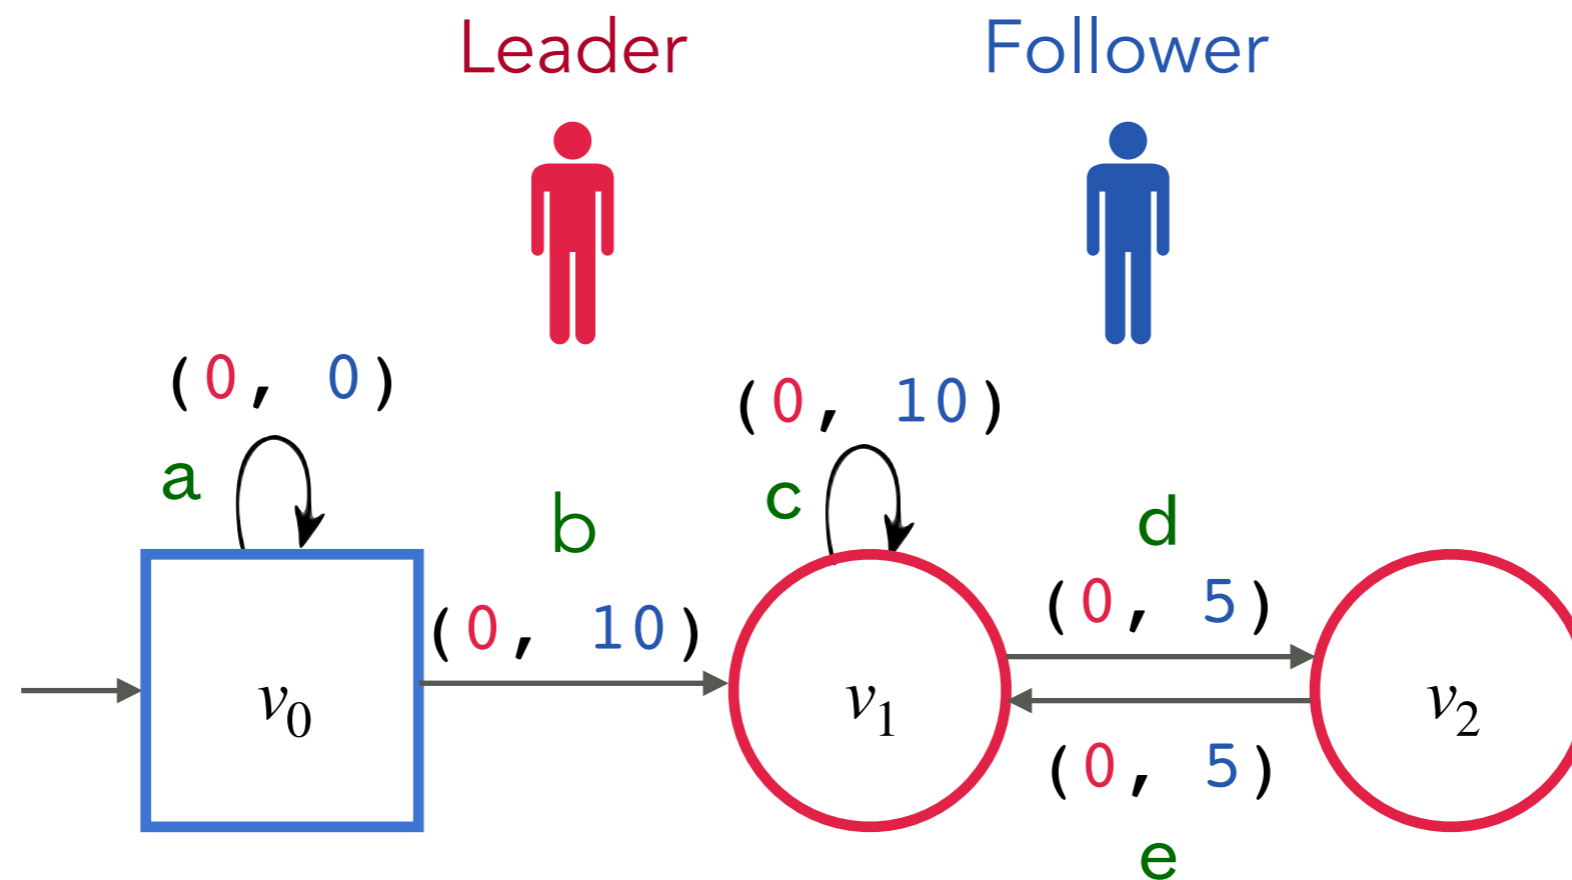 Leader Follower
(0, 0)
(0, 10)
a
c
b
d
(0, 10)
(0, 5)
v0
v1
v2
(0, 5)
e